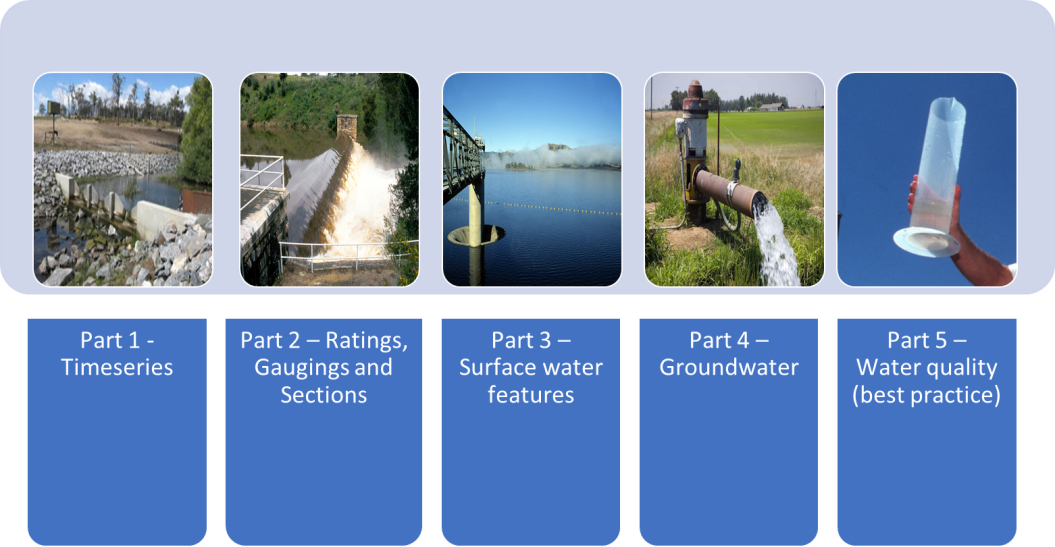 Part 1 -
Timeseries
Part 2 – Ratings,
Gaugings and
Sections
Part 3 –
Surface water
features
Part 4 –
Groundwater
Part 5 –
Water quality
(best practice)